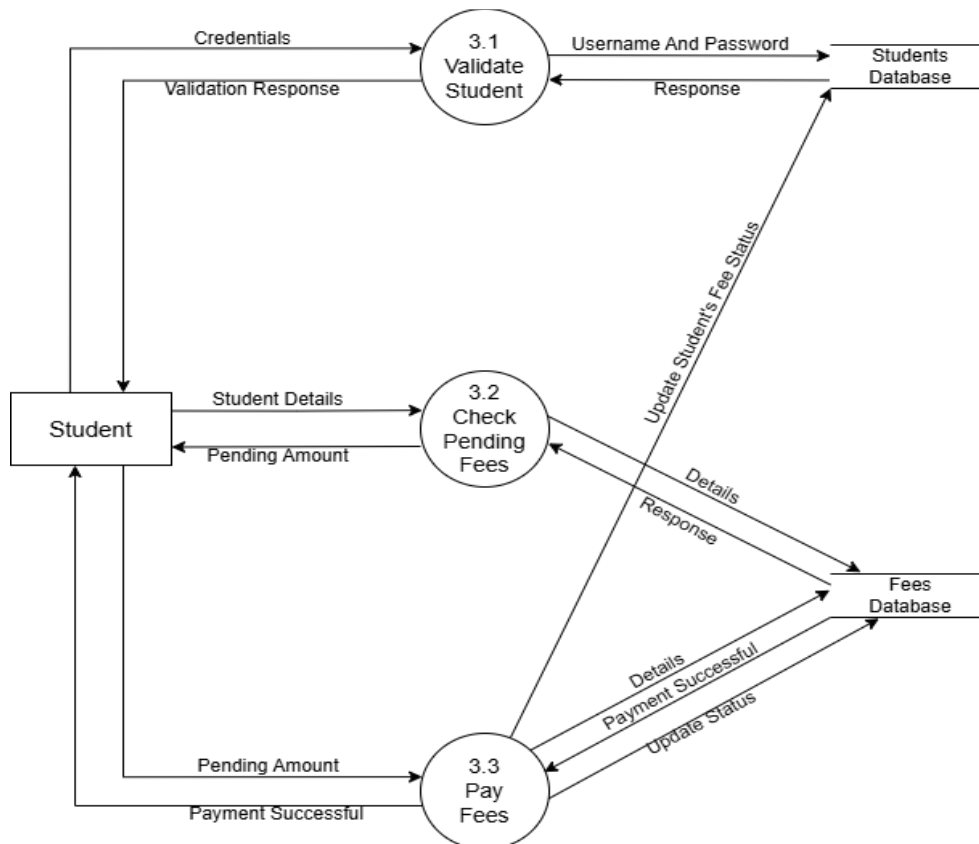 Credentials
3.1
Validate
Student
Username And Password
Students
Database
Validation Response
Response
Update Student's Fee Status
Student
Student Details
3.2
Check
Pending
Fees
Pending Amount
Details
Response
Fees
Database
Details
Payment Successful
Update Status
Pending Amount
3.3
Pay
Fees
Payment Successful